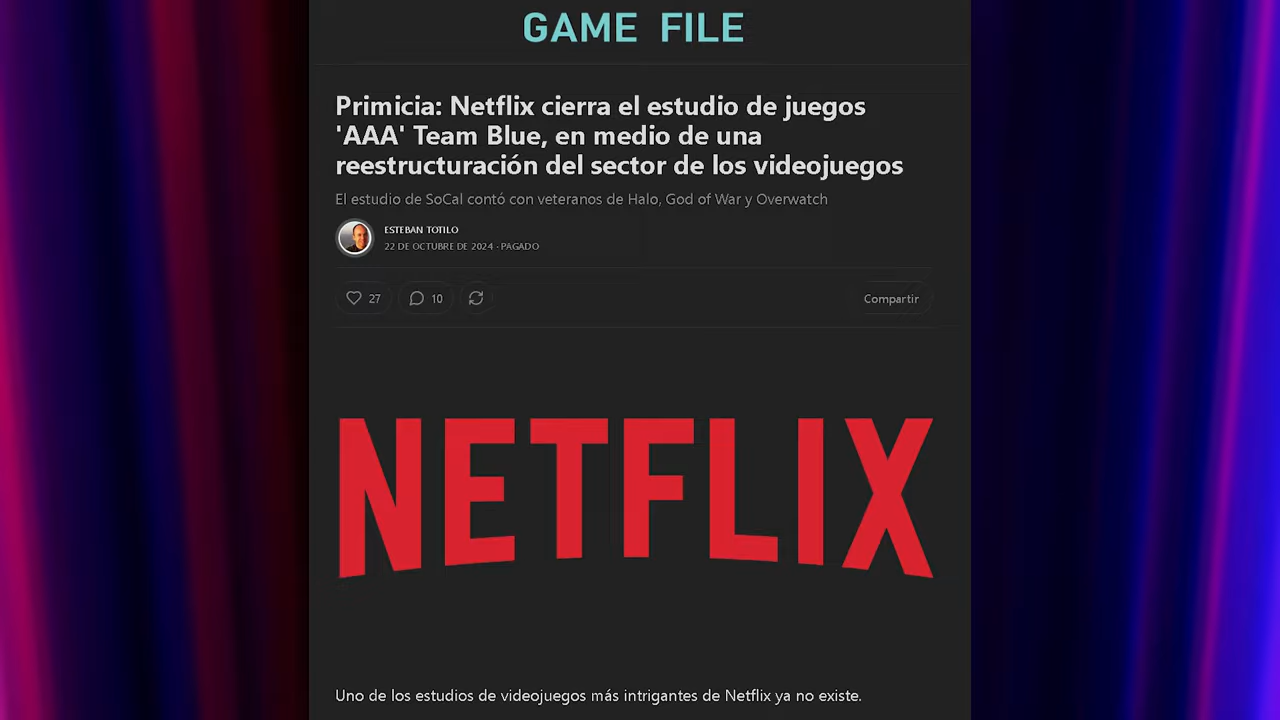 GAME FILE
Primicia: Netflix cierra el estudio de juegos
'AAA' Team Blue, en medio de una
reestructuración del sector de los videojuegos
El estudio de SoCal contó con veteranos de Halo, God of War y Overwatch
ESTEBAN TOTILO
22 DE OCTUBRE DE 2024 · PAGADO
27
10
Compartir
NETFLIX
Uno de los estudios de videojuegos más intrigantes de Netflix ya no existe.